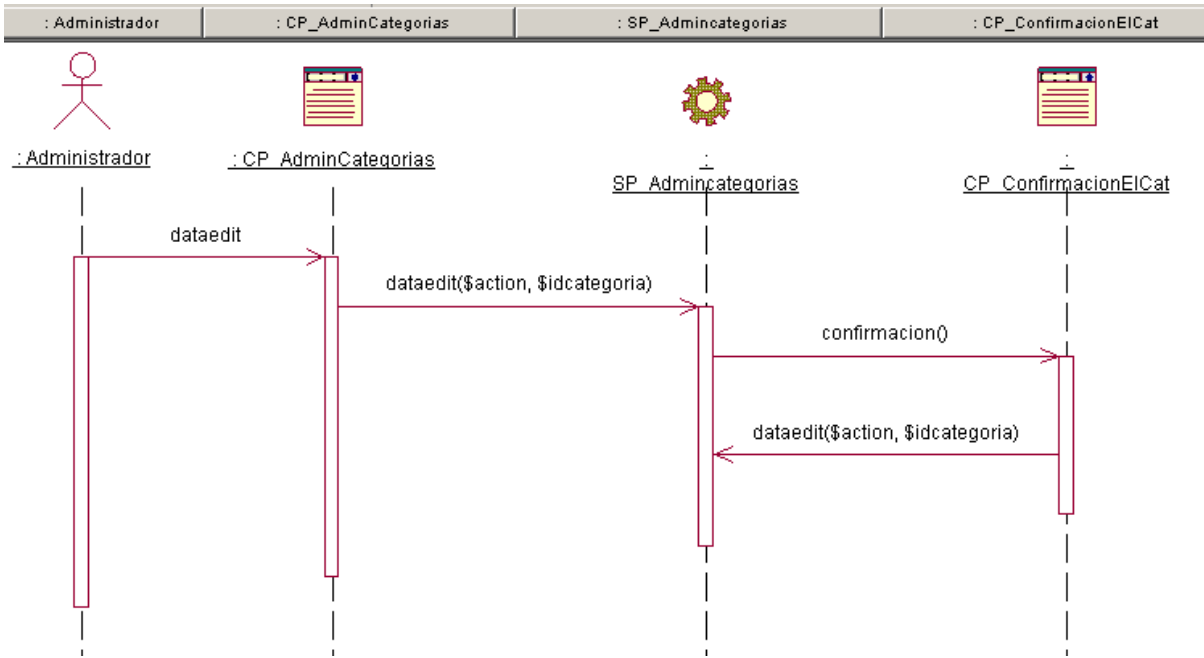 : Administrador
: CP_AdminCategorias
: SP_Admincategorias
: CP_ConfirmacionElCat
: Administrador
: CP_AdminCategorias
:
SP_Admincategorias
:
CP_ConfirmacionElCat
dataedit
dataedit($action, $idcategoria)
confirmacion()
dataedit($action, $idcategoria)